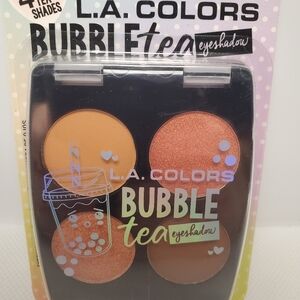 4
SHADES
L.A. COLORS
BUBBLE tea
eyeshadow
L.A. COLORS
BUBBLE
tea eyeshadow